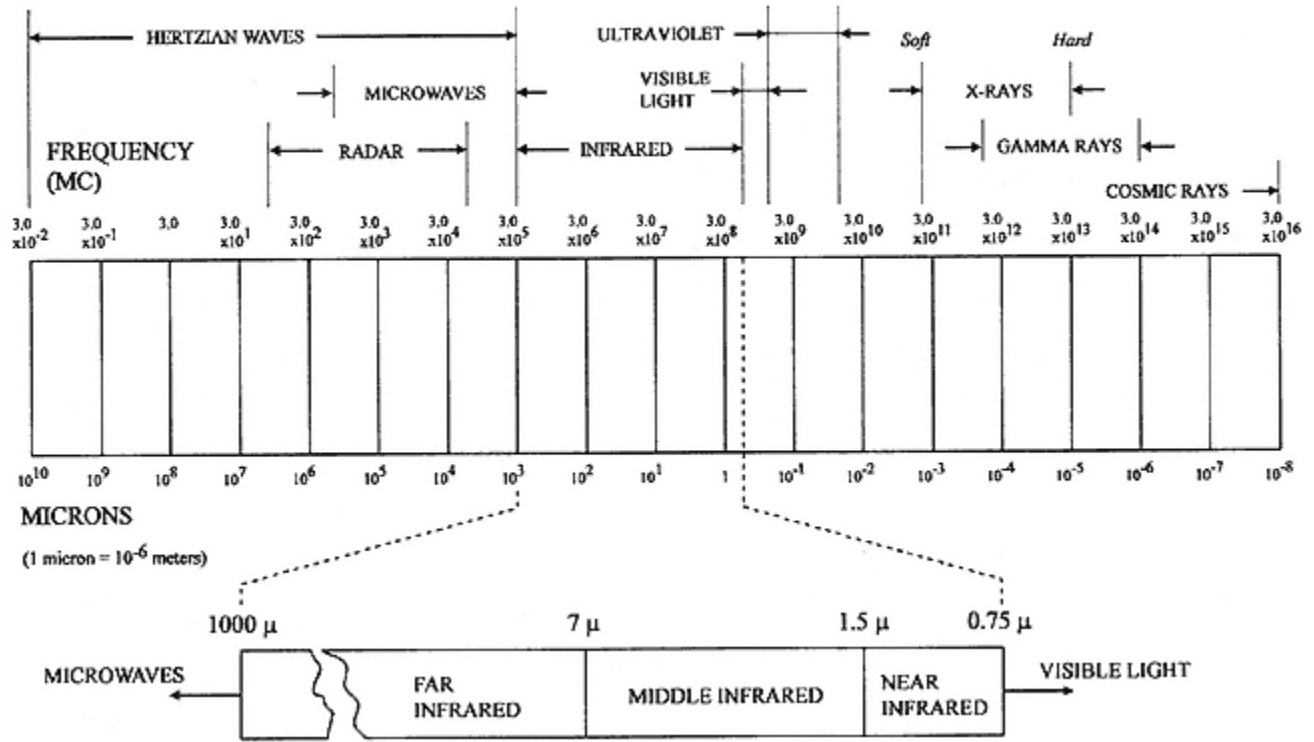 HERTZIAN WAVES
ULTRAVIOLET
Soft
Hard
MICROWAVES
VISIBLE
LIGHT
X-RAYS
FREQUENCY
(MC)
RADAR
INFRARED
GAMMA RAYS
COSMIC RAYS
3.0 x10⁻² 3.0 x10⁻¹ 3.0 3.0 x10¹ 3.0 x10² 3.0 x10³ 3.0 x10⁴ 3.0 x10⁵ 3.0 x10⁶ 3.0 x10⁷ 3.0 x10⁸ 3.0 x10⁹ 3.0 x10¹⁰ 3.0 x10¹¹ 3.0 x10¹² 3.0 x10¹³ 3.0 x10¹⁴ 3.0 x10¹⁵ 3.0 x10¹⁶
10¹⁰ 10⁹ 10⁸ 10⁷ 10⁶ 10⁵ 10⁴ 10³ 10² 10¹ 1 10⁻¹ 10⁻² 10⁻³ 10⁻⁴ 10⁻⁵ 10⁻⁶ 10⁻⁷ 10⁻⁸
MICRONS
(1 micron = 10⁻⁶ meters)
1000 μ 7 μ 1.5 μ 0.75 μ
MICROWAVES
FAR
INFRARED
MIDDLE INFRARED
NEAR
INFRARED
VISIBLE LIGHT